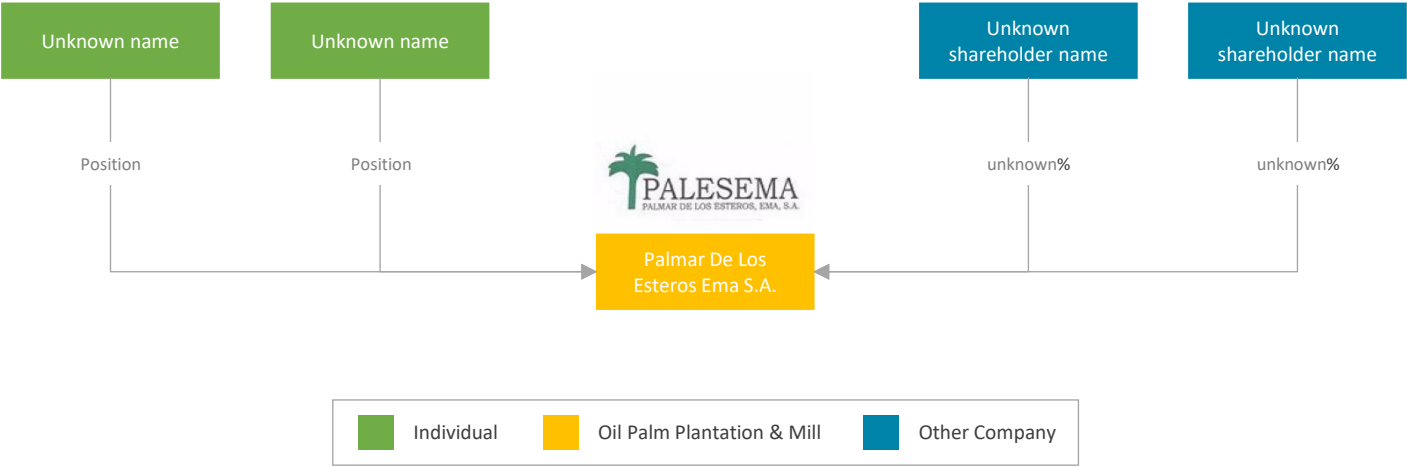 Unknown name
Unknown name
Unknown
shareholder name
Unknown
shareholder name
Position
Position
unknown%
unknown%
PALESEMA
PALMAR DE LOS ESTEROS, EMA, S.A.
Palmar De Los
Esteros Ema S.A.
Individual
Oil Palm Plantation & Mill
Other Company